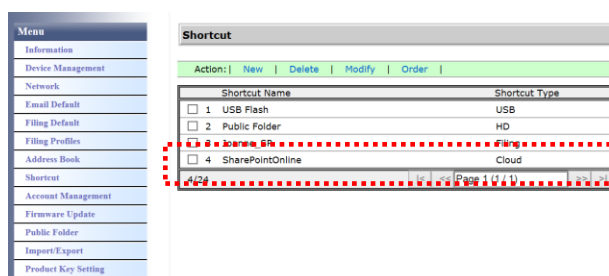 Menu
Information
Device Management
Network
Email Default
Filing Default
Filing Profiles
Address Book
Shortcut
Account Management
Firmware Update
Public Folder
Import/Export
Product Key Setting
Shortcut
Action:| New | Delete | Modify | Order |
Shortcut Name Shortcut Type
1 USB Flash USB
2 Public Folder HD
3 Joanne_SP Filing
4 SharePointOnline Cloud
4/24 |< << Page 1 (1 / 1) >> >|